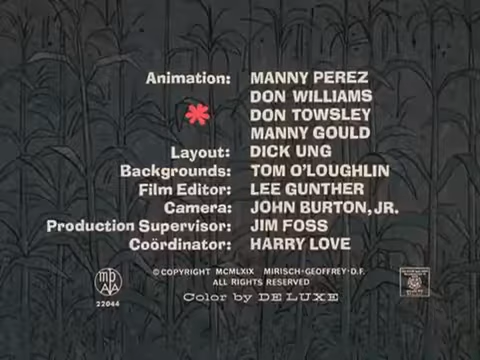 Animation: MANNY PEREZ
DON WILLIAMS
DON TOWSLEY
MANNY GOULD
Layout: DICK UNG
Backgrounds: TOM O'LOUGHLIN
Film Editor: LEE GUNTHER
Camera: JOHN BURTON, JR.
Production Supervisor: JIM FOSS
Coördinator: HARRY LOVE
© COPYRIGHT MCMLXIX MIRISCH-GEOFFREY-D.F.
ALL RIGHTS RESERVED
Color by DE LUXE
MPAA
22044